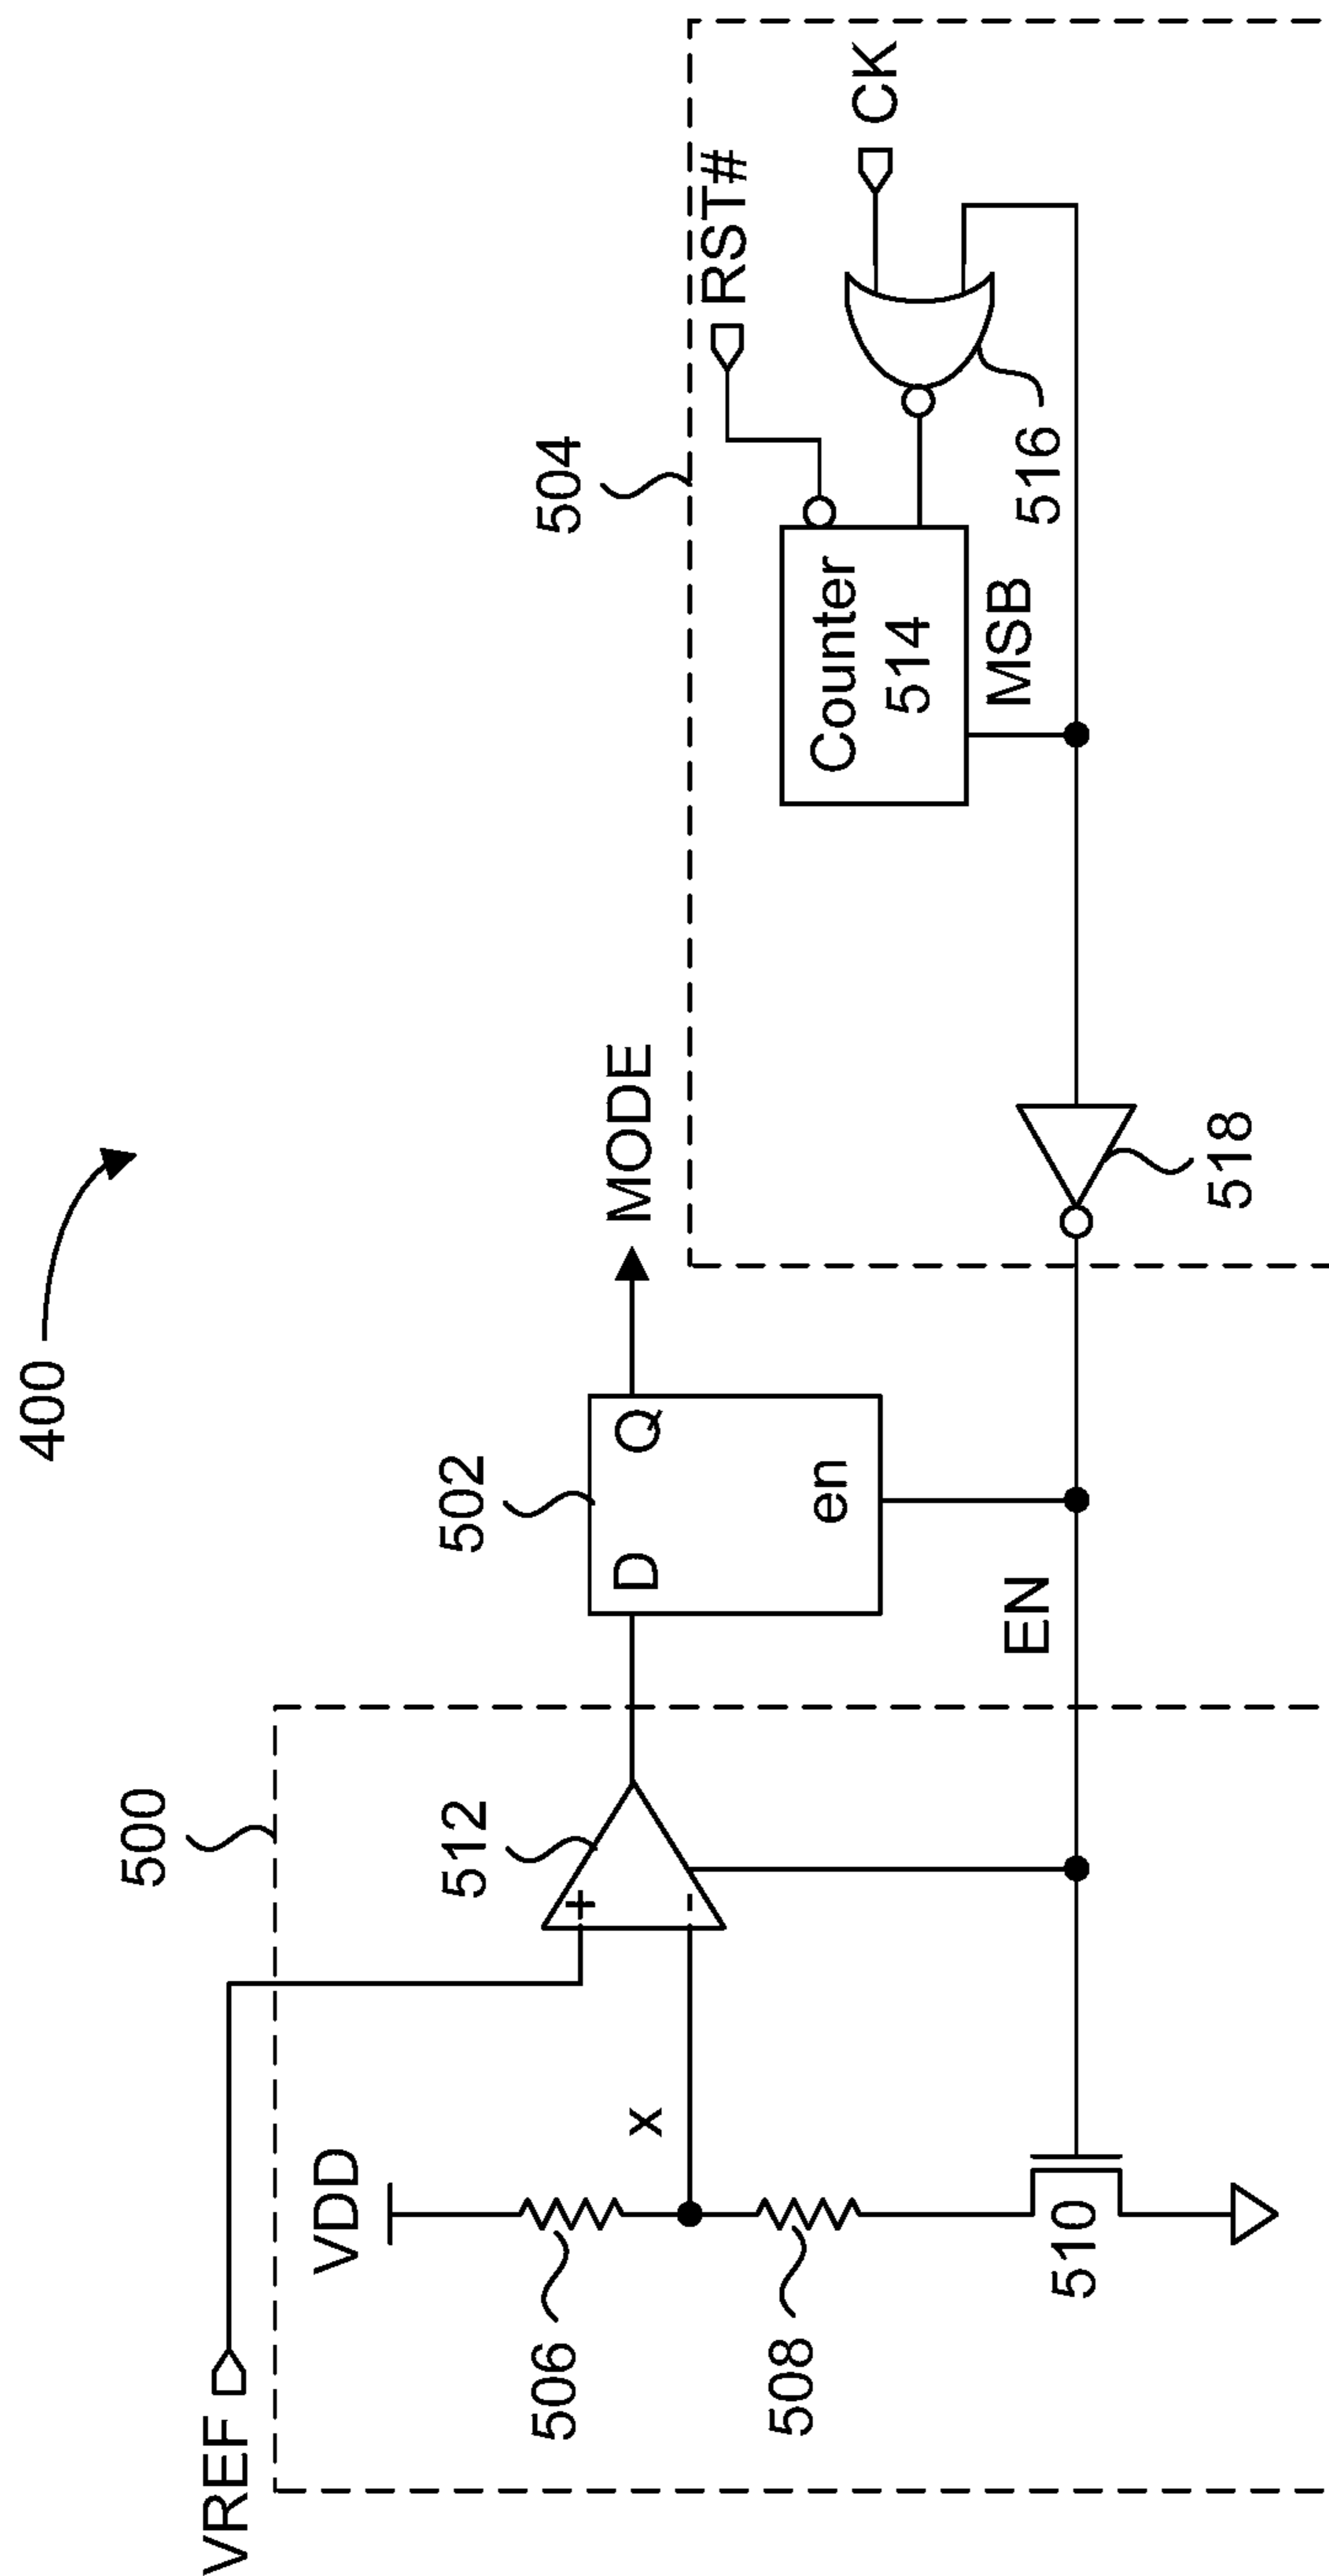 400
500
504
VREF
VDD
512
502
MODE
RST#
CK
+
-
D
Q
en
x
506
508
510
EN
Counter
514
MSB
516
518